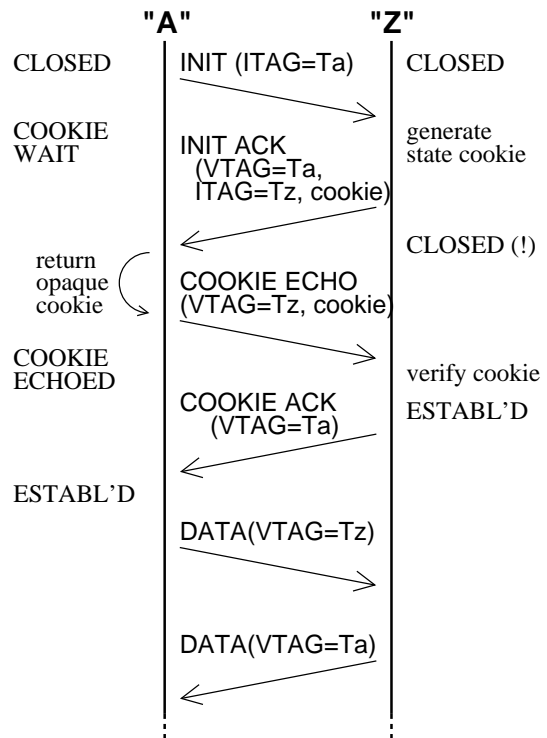 "A" "Z"
CLOSED INIT (ITAG=Ta) CLOSED
COOKIE
WAIT
generate
state cookie
INIT ACK
(VTAG=Ta,
ITAG=Tz, cookie)
CLOSED (!)
return
opaque
cookie
COOKIE ECHO
(VTAG=Tz, cookie)
COOKIE
ECHOED
verify cookie
COOKIE ACK
(VTAG=Ta)
ESTABL’D
ESTABL’D
DATA(VTAG=Tz)
DATA(VTAG=Ta)